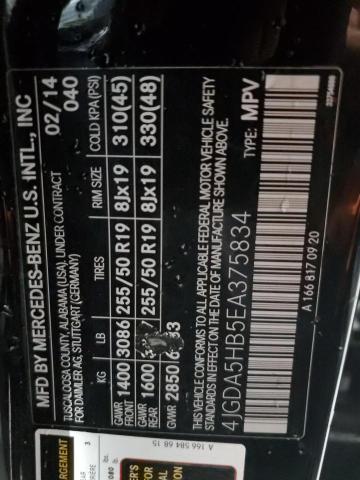 MFD BY MERCEDES-BENZ U.S. INTL., INC 02/14
TUSCALOOSA COUNTY, ALABAMA (USA), UNDER CONTRACT 040
FOR DAIMLER AG, STUTTGART (GERMANY)
KG LB TIRES RIM SIZE COLD KPA(PSI)
GAWR FRONT 1400 3086 255/50 R19 8Jx19 310(45)
GAWR REAR 1600 255/50 R19 8Jx19 330(48)
GVWR 2850
THIS VEHICLE CONFORMS TO ALL APPLICABLE FEDERAL MOTOR VEHICLE SAFETY
STANDARDS IN EFFECT ON THE DATE OF MANUFACTURE SHOWN ABOVE.
4JGDA5HB5EA375834 TYPE: MPV
A 166 817 09 20
A 166 584 68 15